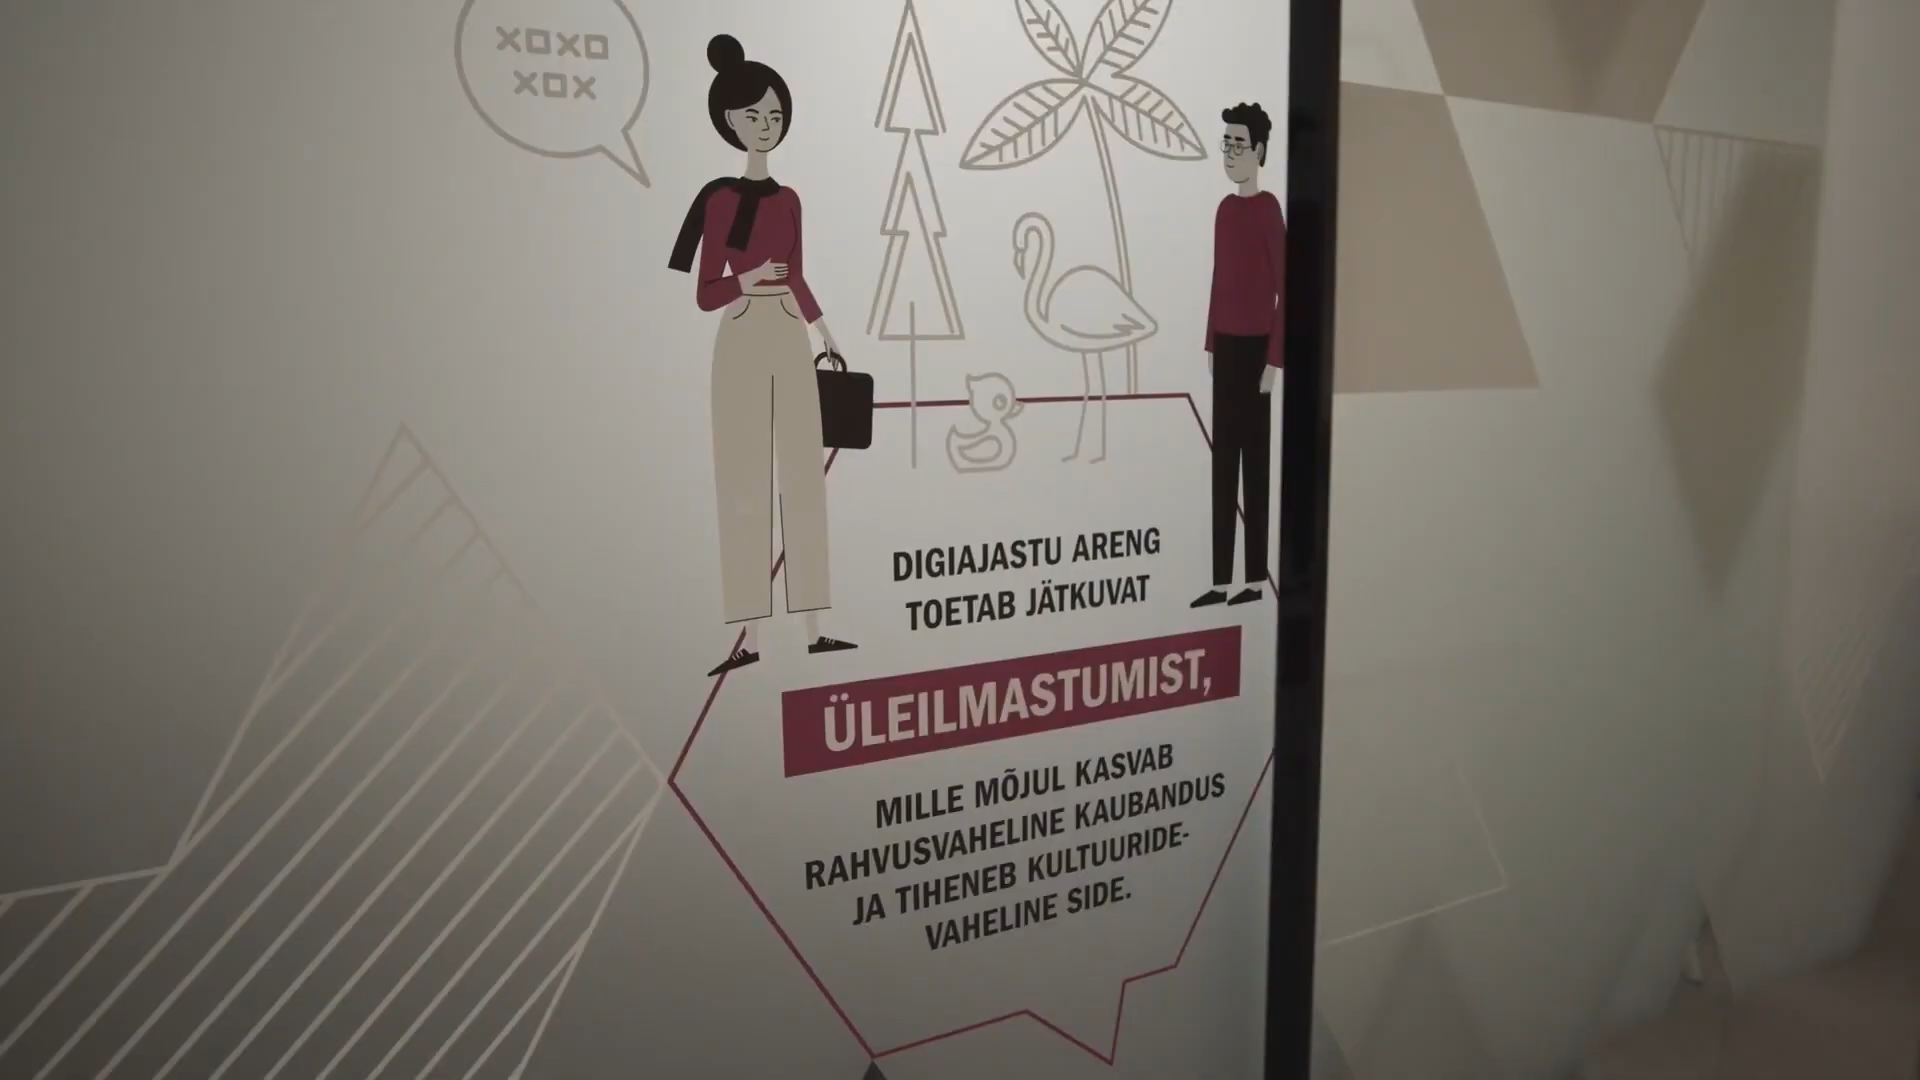 XOXO
XOX
DIGIAJASTU ARENG
TOETAB JÄTKUVAT
ÜLEILMASTUMIST,
MILLE MÕJUL KASVAB
RAHVUSVAHELINE KAUBANDUS
JA TIHENEB KULTUURIDE-
VAHELINE SIDE.